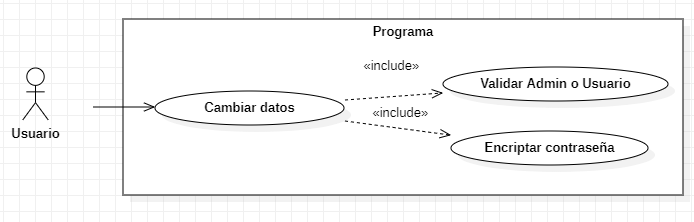 Programa
«include»
Validar Admin o Usuario
Cambiar datos
«include»
Usuario
Encriptar contraseña